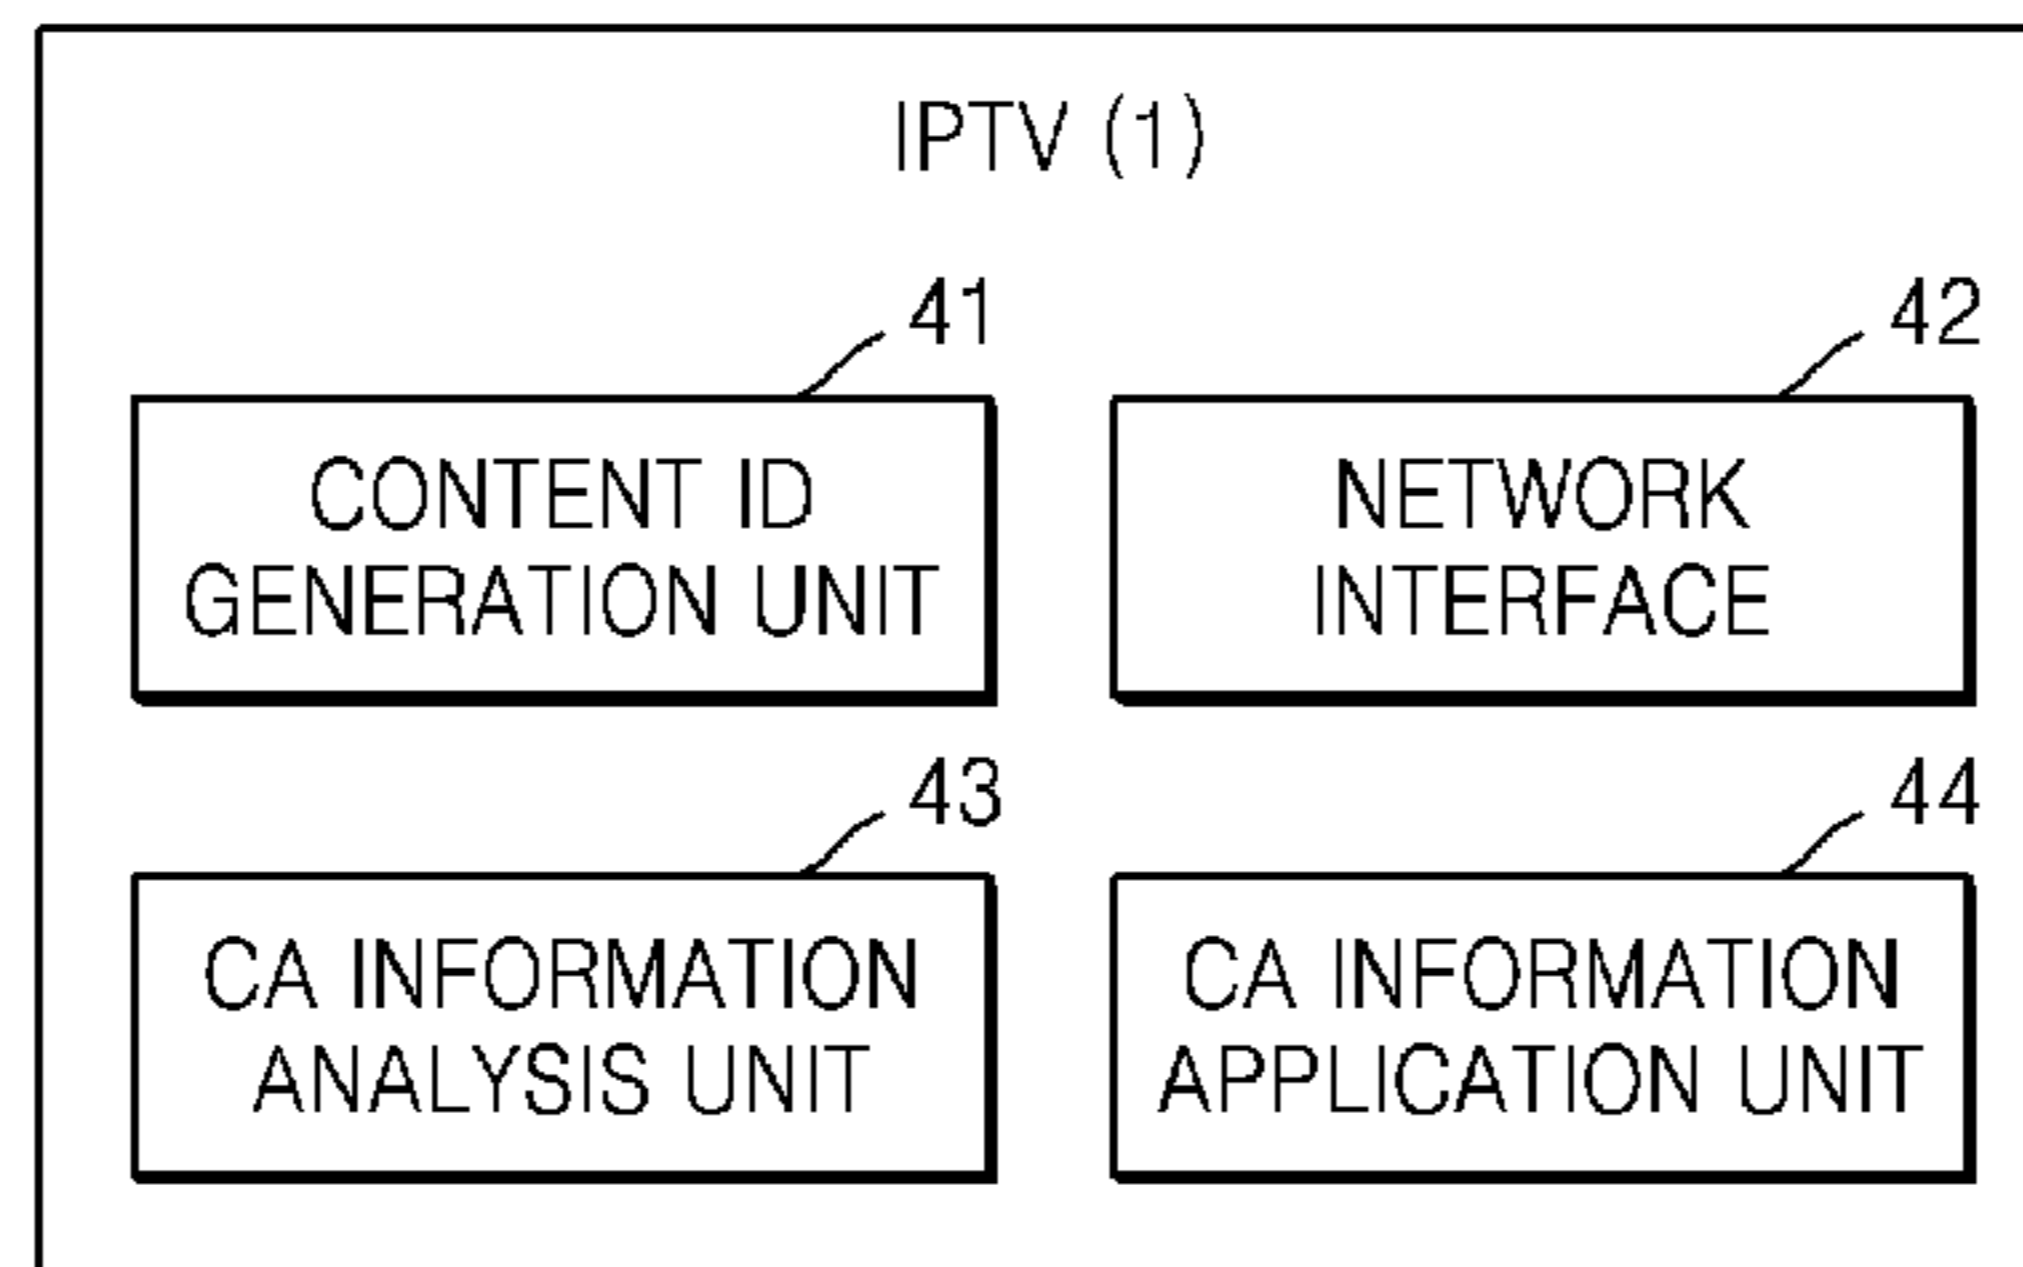 IPTV (1)
41
42
CONTENT ID
GENERATION UNIT
NETWORK
INTERFACE
43
44
CA INFORMATION
ANALYSIS UNIT
CA INFORMATION
APPLICATION UNIT